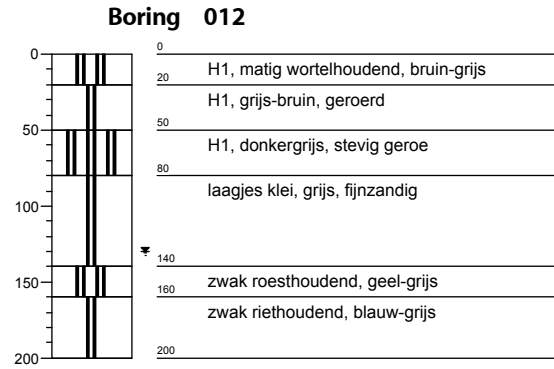 Boring 012
0
0
H1, matig wortelhoudend, bruin-grijs
20
H1, grijs-bruin, geroerd
50
50
H1, donkergrijs, stevig geroe
80
laagjes klei, grijs, fijnzandig
100
140
150
zwak roesthoudend, geel-grijs
160
zwak riethoudend, blauw-grijs
200
200